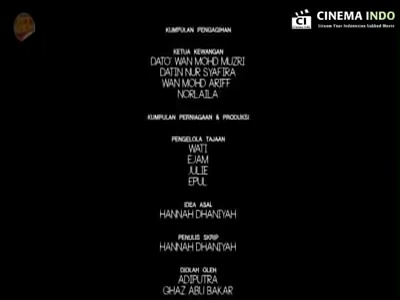 CINEMA INDO
Stream Your Indonesian Subbed Movie
CI
KUMPULAN PENGAGIHAN
KETUA KEWANGAN
DATO' WAN MOHD MUZRI
DATIN NUR SYAFIRA
WAN MOHD ARIFF
NORLAILA
KUMPULAN PERNIAGAAN & PRODUKSI
PENGELOLA TAJAAN
WATI
EJAM
JULIE
EPUL
IDEA ASAL
HANNAH DHANIYAH
PENULIS SKRIP
HANNAH DHANIYAH
DIOLAH OLEH
ADIPUTRA
GHAZ ABU BAKAR